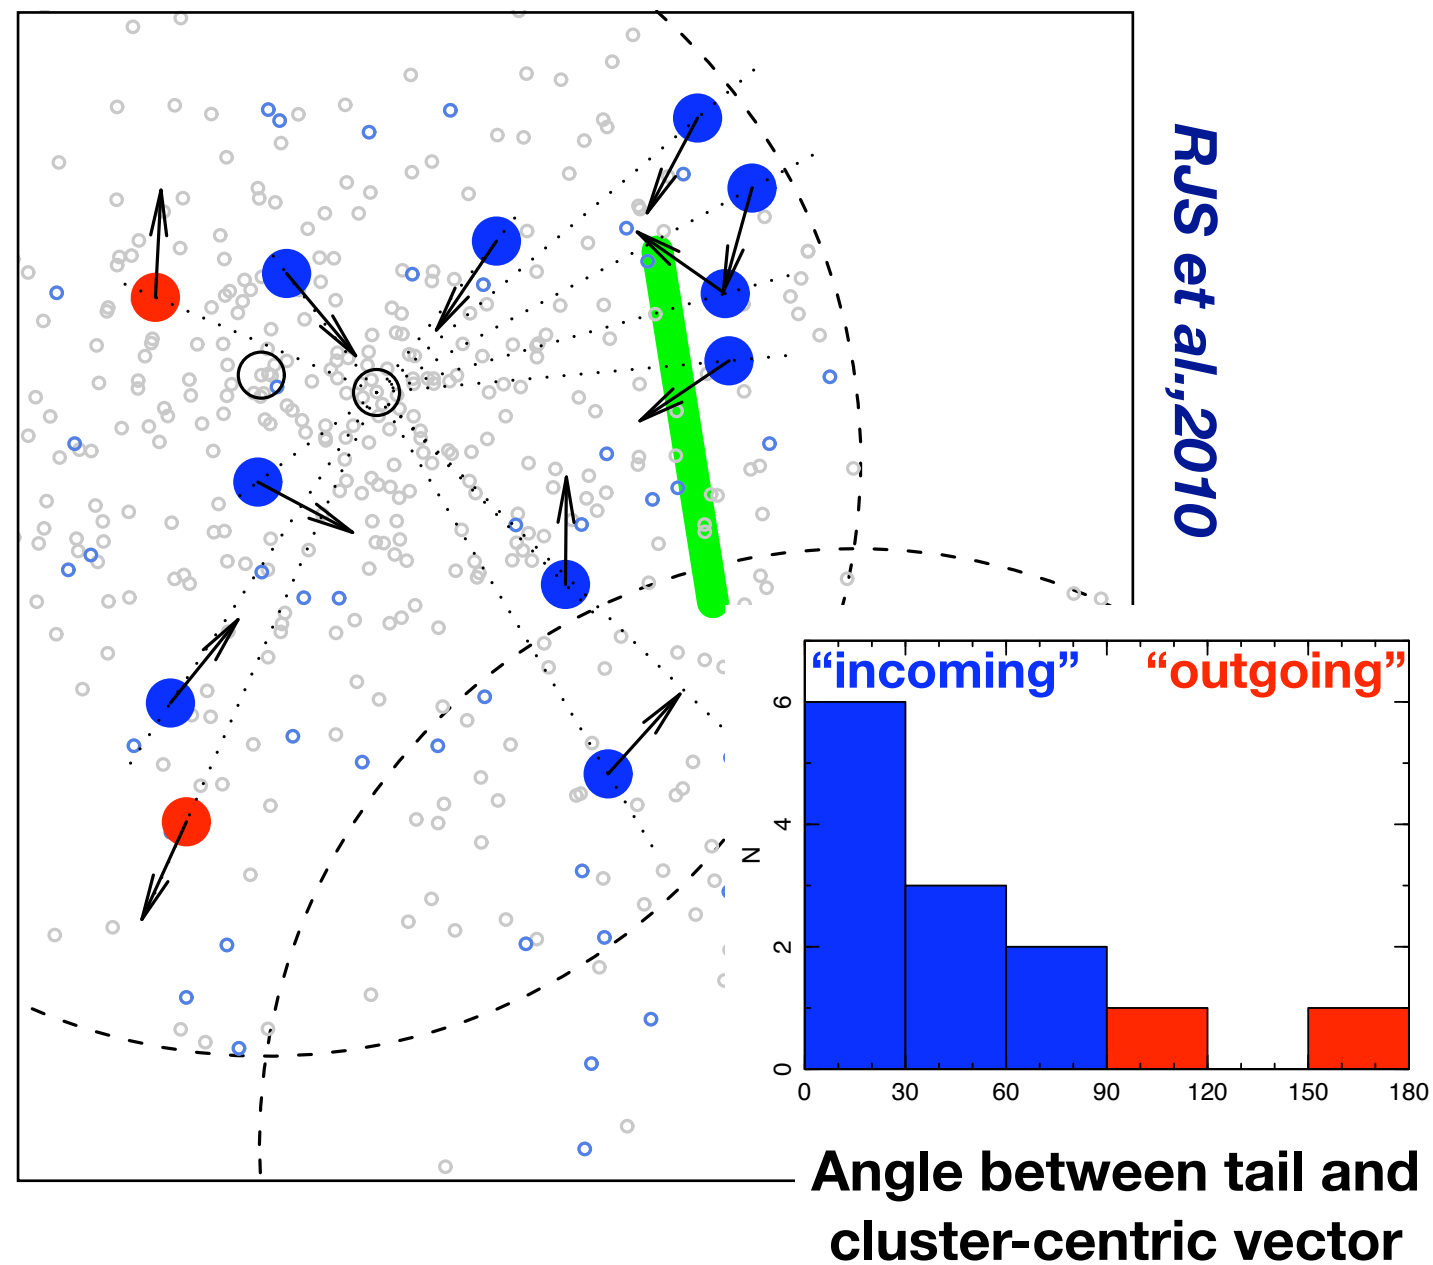 RJS et al.,2010
“incoming” “outgoing”
6
4
2
0
N
0 30 60 90 120 150 180
Angle between tail and
cluster-centric vector